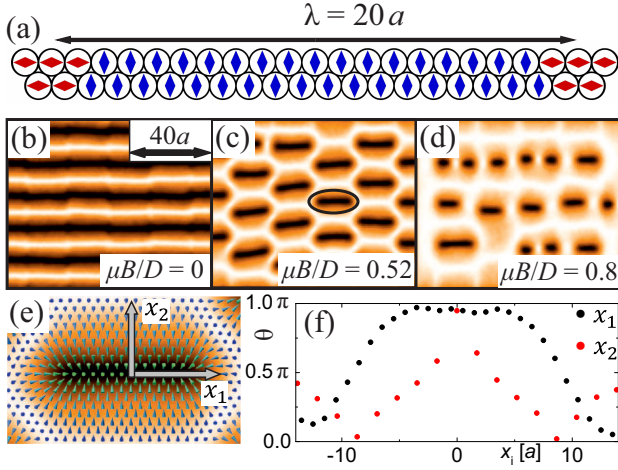 (a)
λ = 20 a
(b)
40a
μB/D = 0
(c)
μB/D = 0.52
(d)
μB/D = 0.8
(e)
x₂
x₁
(f)
1.0 π
0.5π
0.0
θ
x₁
x₂
-10
0
10
xᵢ [a]